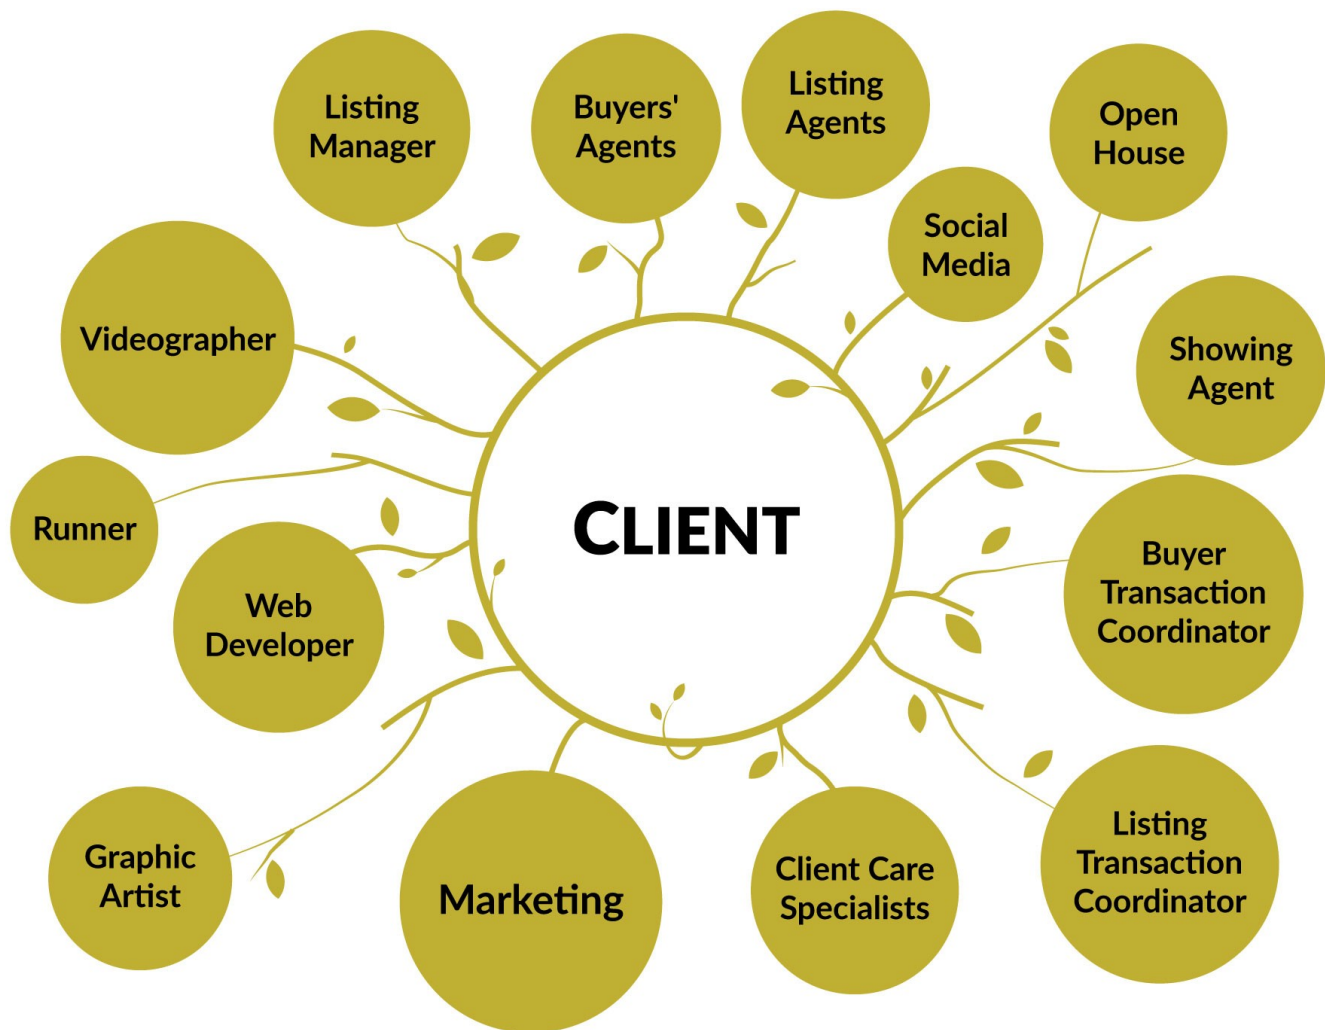 Listing
Manager
Buyers'
Agents
Listing
Agents
Open
House
Social
Media
Videographer
Showing
Agent
Runner
CLIENT
Web
Developer
Buyer
Transaction
Coordinator
Graphic
Artist
Marketing
Client Care
Specialists
Listing
Transaction
Coordinator